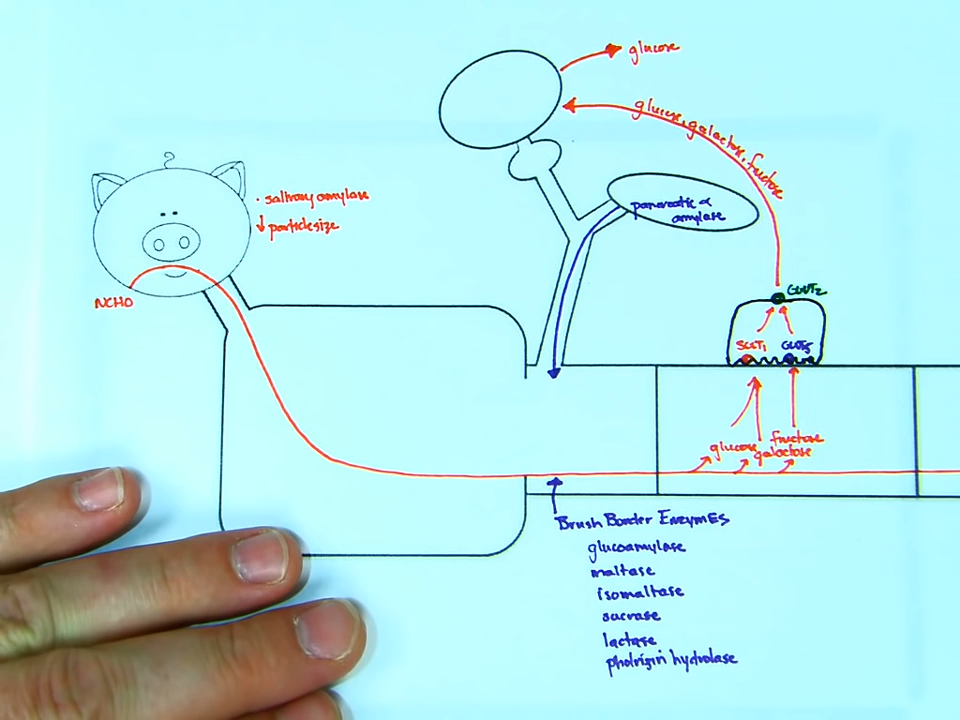 glucose
glucose, galactose, fructose
• salivary amylase
↓ particle size
pancreatic α
amylase
NCHO
GLUT2
SGLT1 GLUT5
glucose fructose
galactose
Brush Border Enzymes
glucoamylase
maltase
isomaltase
sucrase
lactase
hydrolase